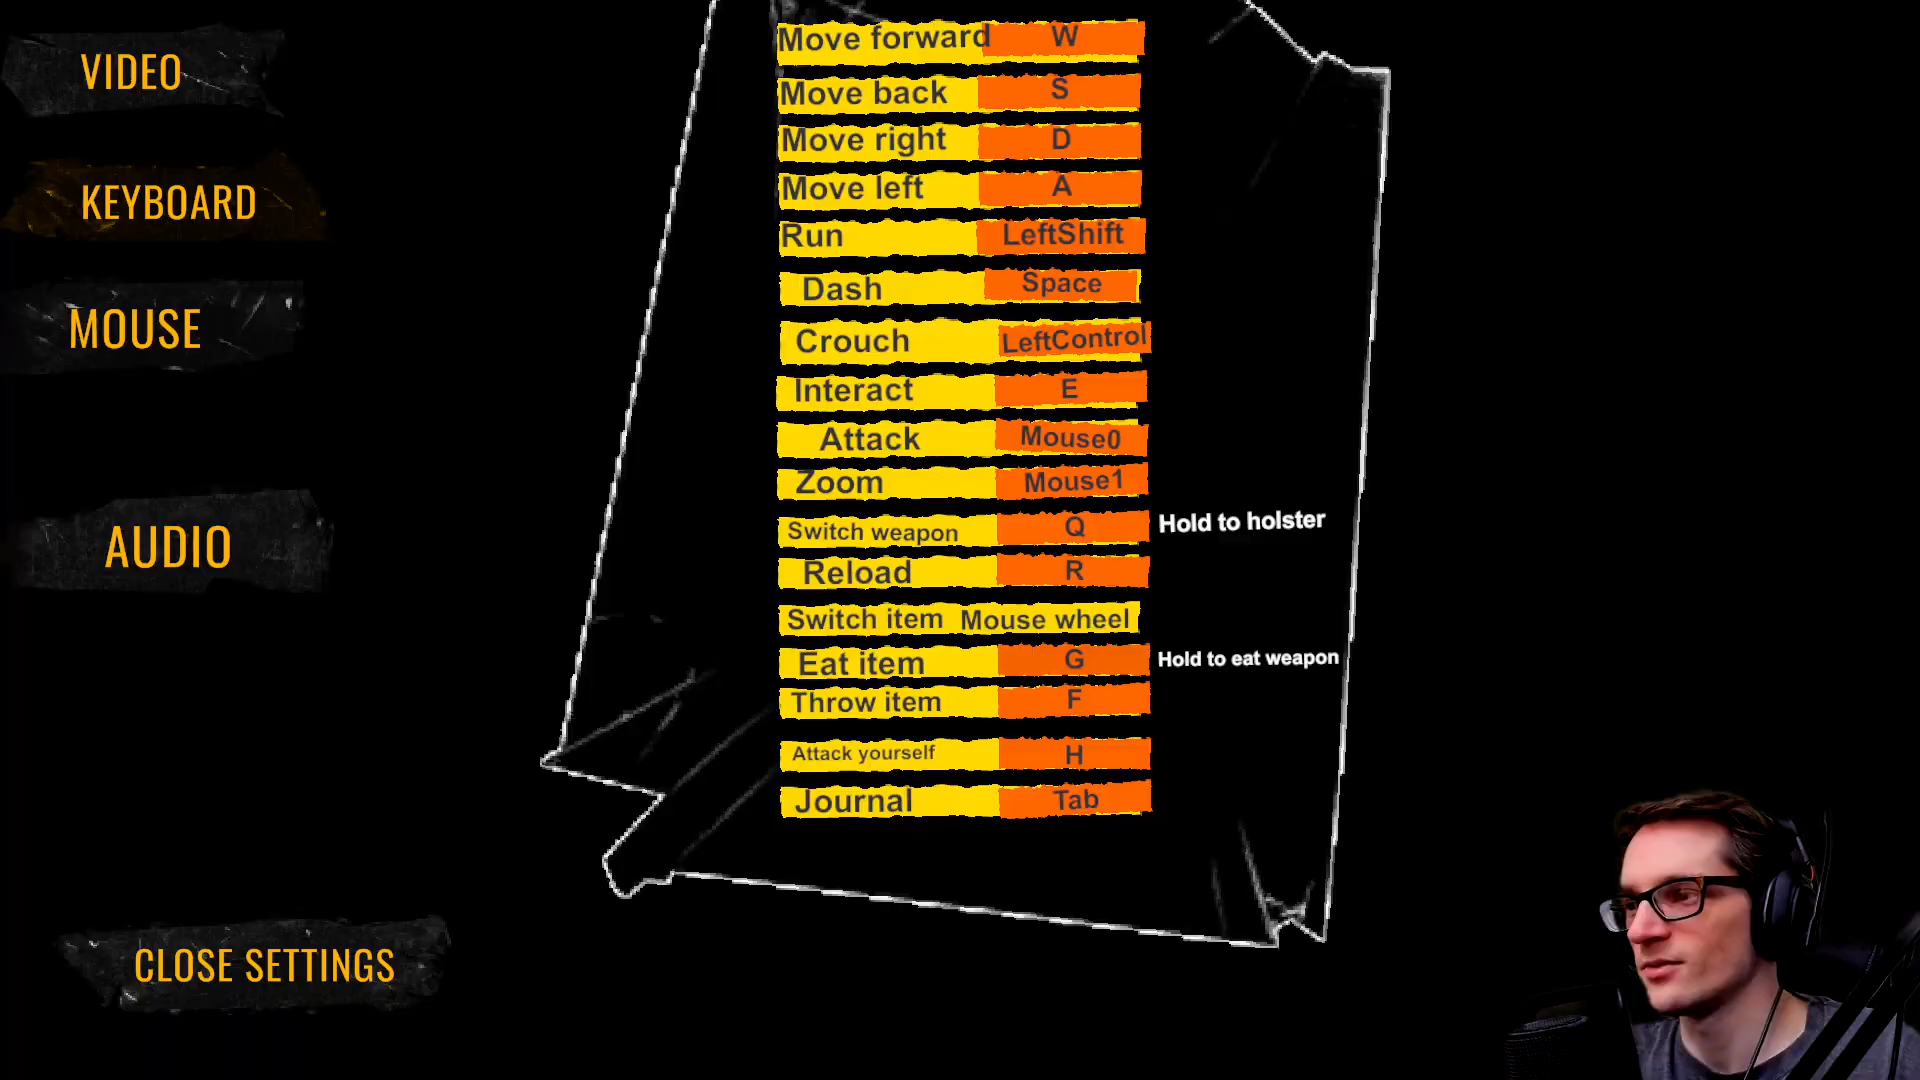 VIDEO
KEYBOARD
MOUSE
AUDIO
CLOSE SETTINGS
Move forward W
Move back S
Move right D
Move left A
Run LeftShift
Dash Space
Crouch LeftControl
Interact E
Attack Mouse0
Zoom Mouse1
Switch weapon Q Hold to holster
Reload R
Switch item Mouse wheel
Eat item G Hold to eat weapon
Throw item F
Attack yourself H
Journal Tab